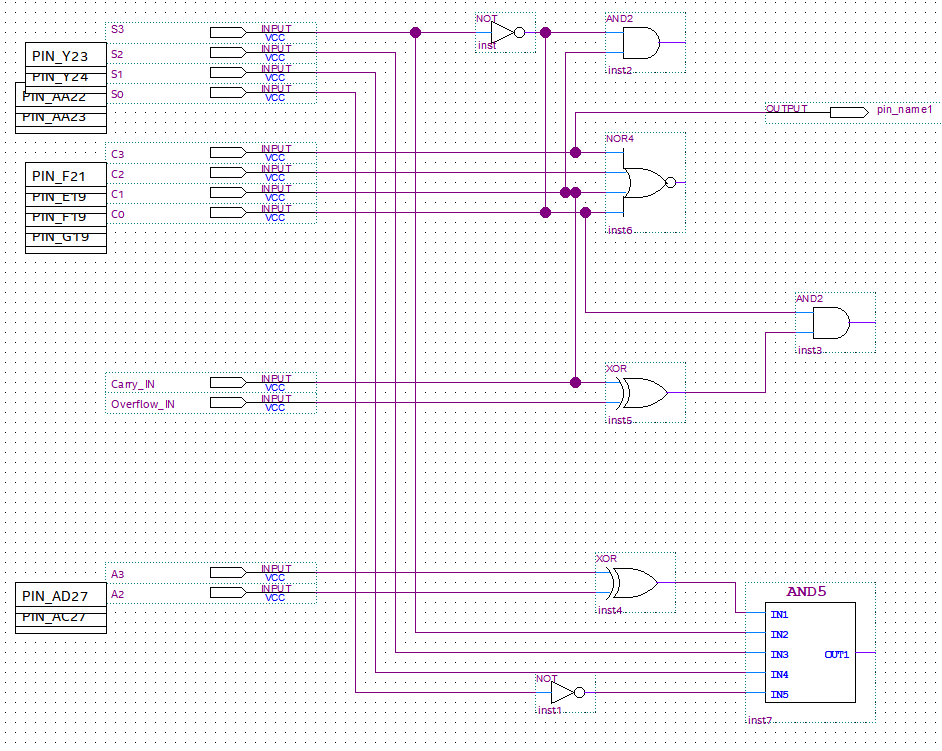 S3 INPUT VCC NOT inst AND2 inst2
PIN_Y23 S2 INPUT VCC
PIN_Y24 S1 INPUT VCC
PIN_AA22 S0 INPUT VCC
PIN_AA23
OUTPUT pin_name1
NOR4
C3 INPUT VCC
PIN_F21 C2 INPUT VCC
PIN_E19 C1 INPUT VCC
PIN_F19 C0 INPUT VCC
PIN_G19 inst6
AND2
inst3
XOR
Carry_IN INPUT VCC
Overflow_IN INPUT VCC
inst5
XOR
A3 INPUT VCC
PIN_AD27 A2 INPUT VCC
PIN_AC27 inst4
AND5
IN1
IN2
IN3 OUT1
IN4
IN5
NOT
inst1
inst7